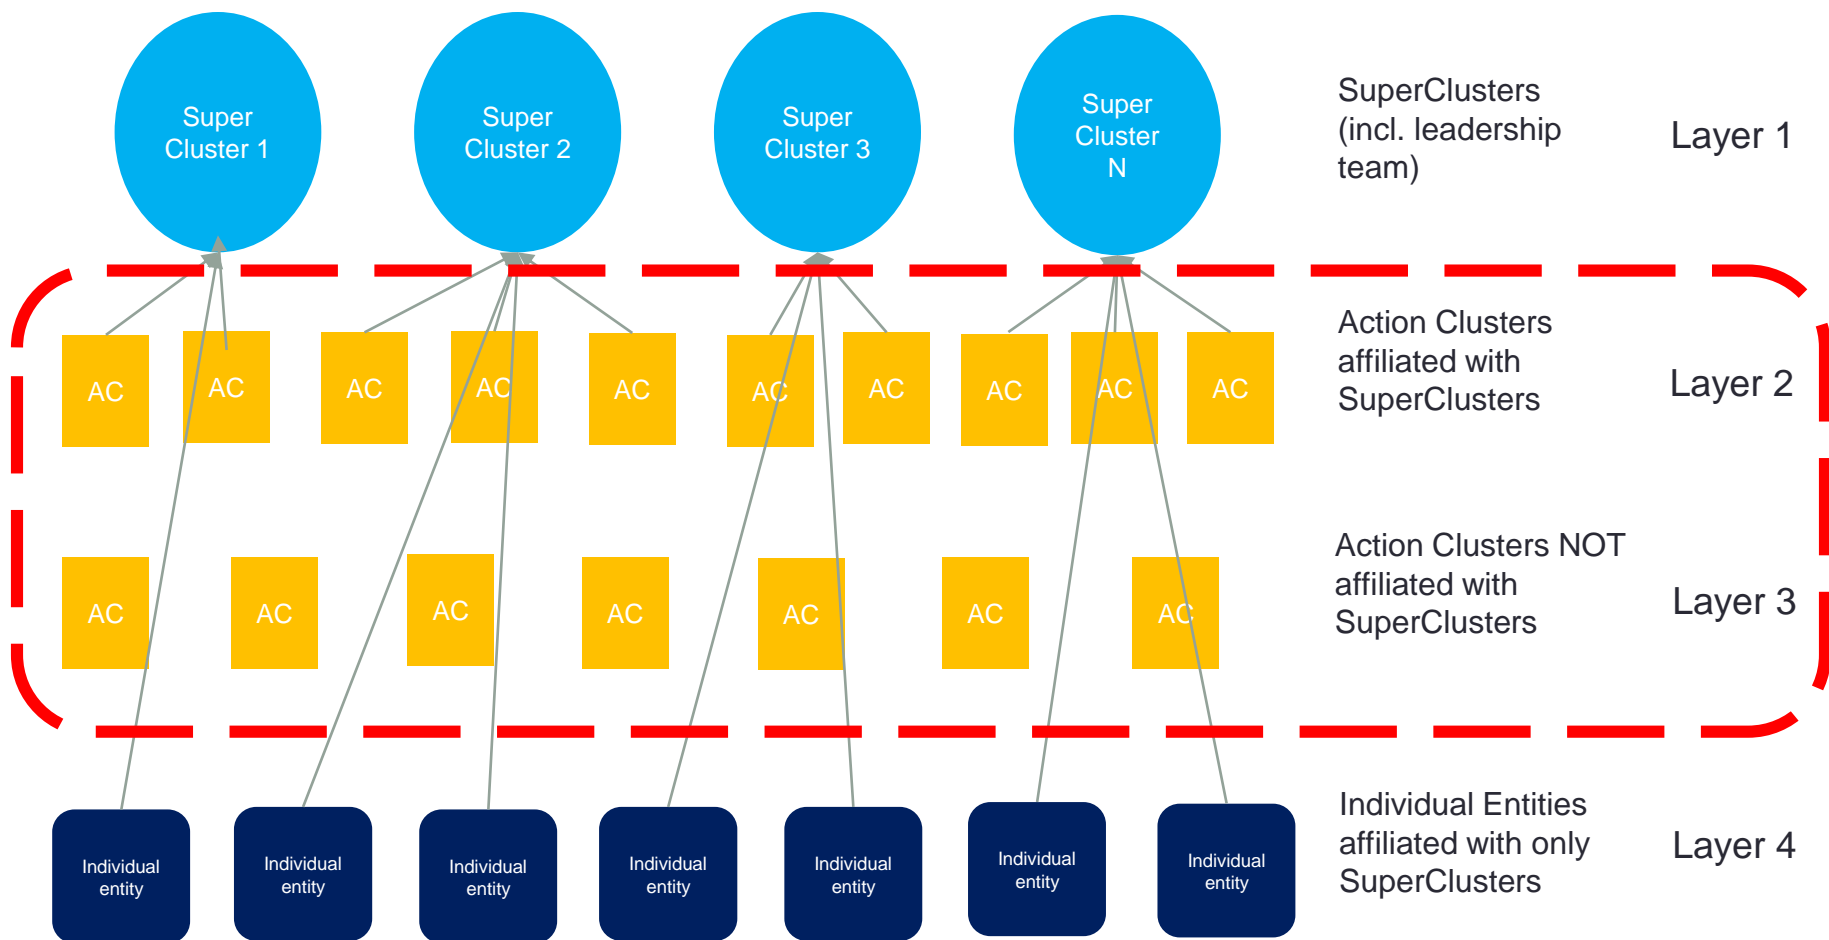 Super
Cluster 1
Super
Cluster 2
Super
Cluster 3
Super
Cluster
N
SuperClusters
(incl. leadership
team)
Layer 1
AC
AC
AC
AC
AC
AC
AC
AC
AC
AC
Action Clusters
affiliated with
SuperClusters
Layer 2
AC
AC
AC
AC
AC
AC
AC
Action Clusters NOT
affiliated with
SuperClusters
Layer 3
Individual
entity
Individual
entity
Individual
entity
Individual
entity
Individual
entity
Individual
entity
Individual
entity
Individual Entities
affiliated with only
SuperClusters
Layer 4